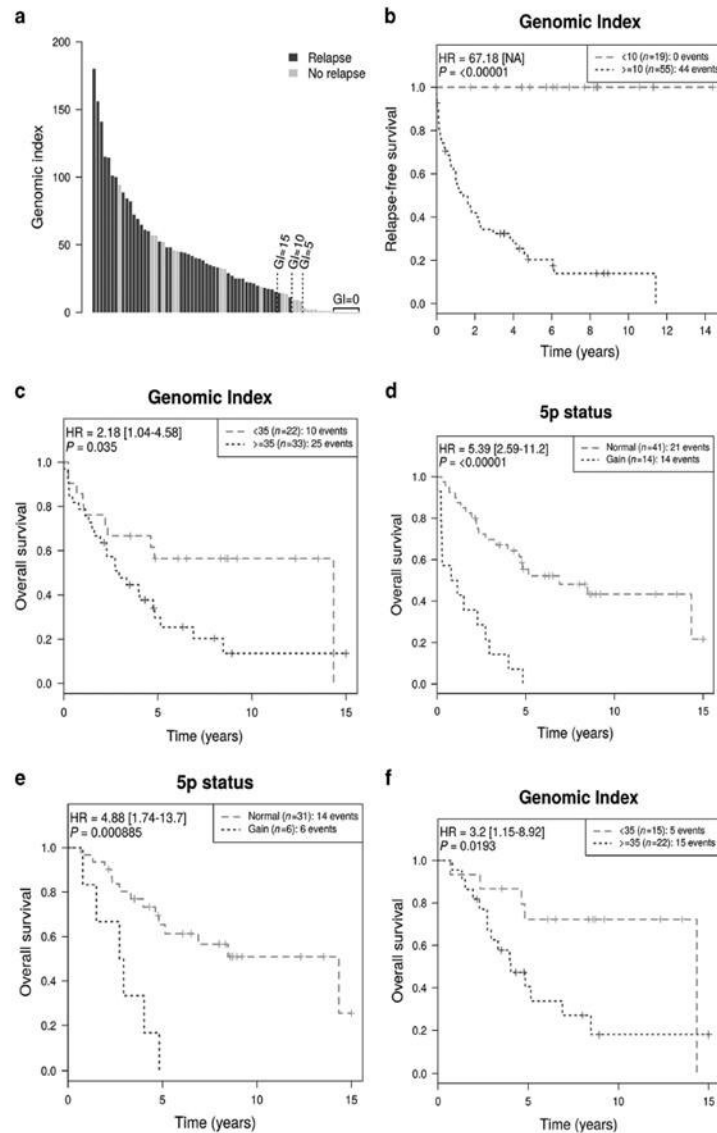 a
Relapse
No relapse
200
150
100
50
0
Genomic index
GI=15
GI=10
GI=5
GI=0
b
Genomic Index
HR = 67.18 [NA]
P = <0.00001
<10 (n=19): 0 events
>=10 (n=55): 44 events
1.0
0.8
0.6
0.4
0.2
0.0
Relapse-free survival
0 2 4 6 8 10 12 14
Time (years)
c
Genomic Index
HR = 2.18 [1.04-4.58]
P = 0.035
<35 (n=22): 10 events
>=35 (n=33): 25 events
1.0
0.8
0.6
0.4
0.2
0.0
Overall survival
0 5 10 15
Time (years)
d
5p status
HR = 5.39 [2.59-11.2]
P = <0.00001
Normal (n=41): 21 events
Gain (n=14): 14 events
1.0
0.8
0.6
0.4
0.2
0.0
Overall survival
0 5 10 15
Time (years)
e
5p status
HR = 4.88 [1.74-13.7]
P = 0.000885
Normal (n=31): 14 events
Gain (n=6): 6 events
1.0
0.8
0.6
0.4
0.2
0.0
Overall survival
0 5 10 15
Time (years)
f
Genomic Index
HR = 3.2 [1.15-8.92]
P = 0.0193
<35 (n=15): 5 events
>=35 (n=22): 15 events
1.0
0.8
0.6
0.4
0.2
0.0
Overall survival
0 5 10 15
Time (years)